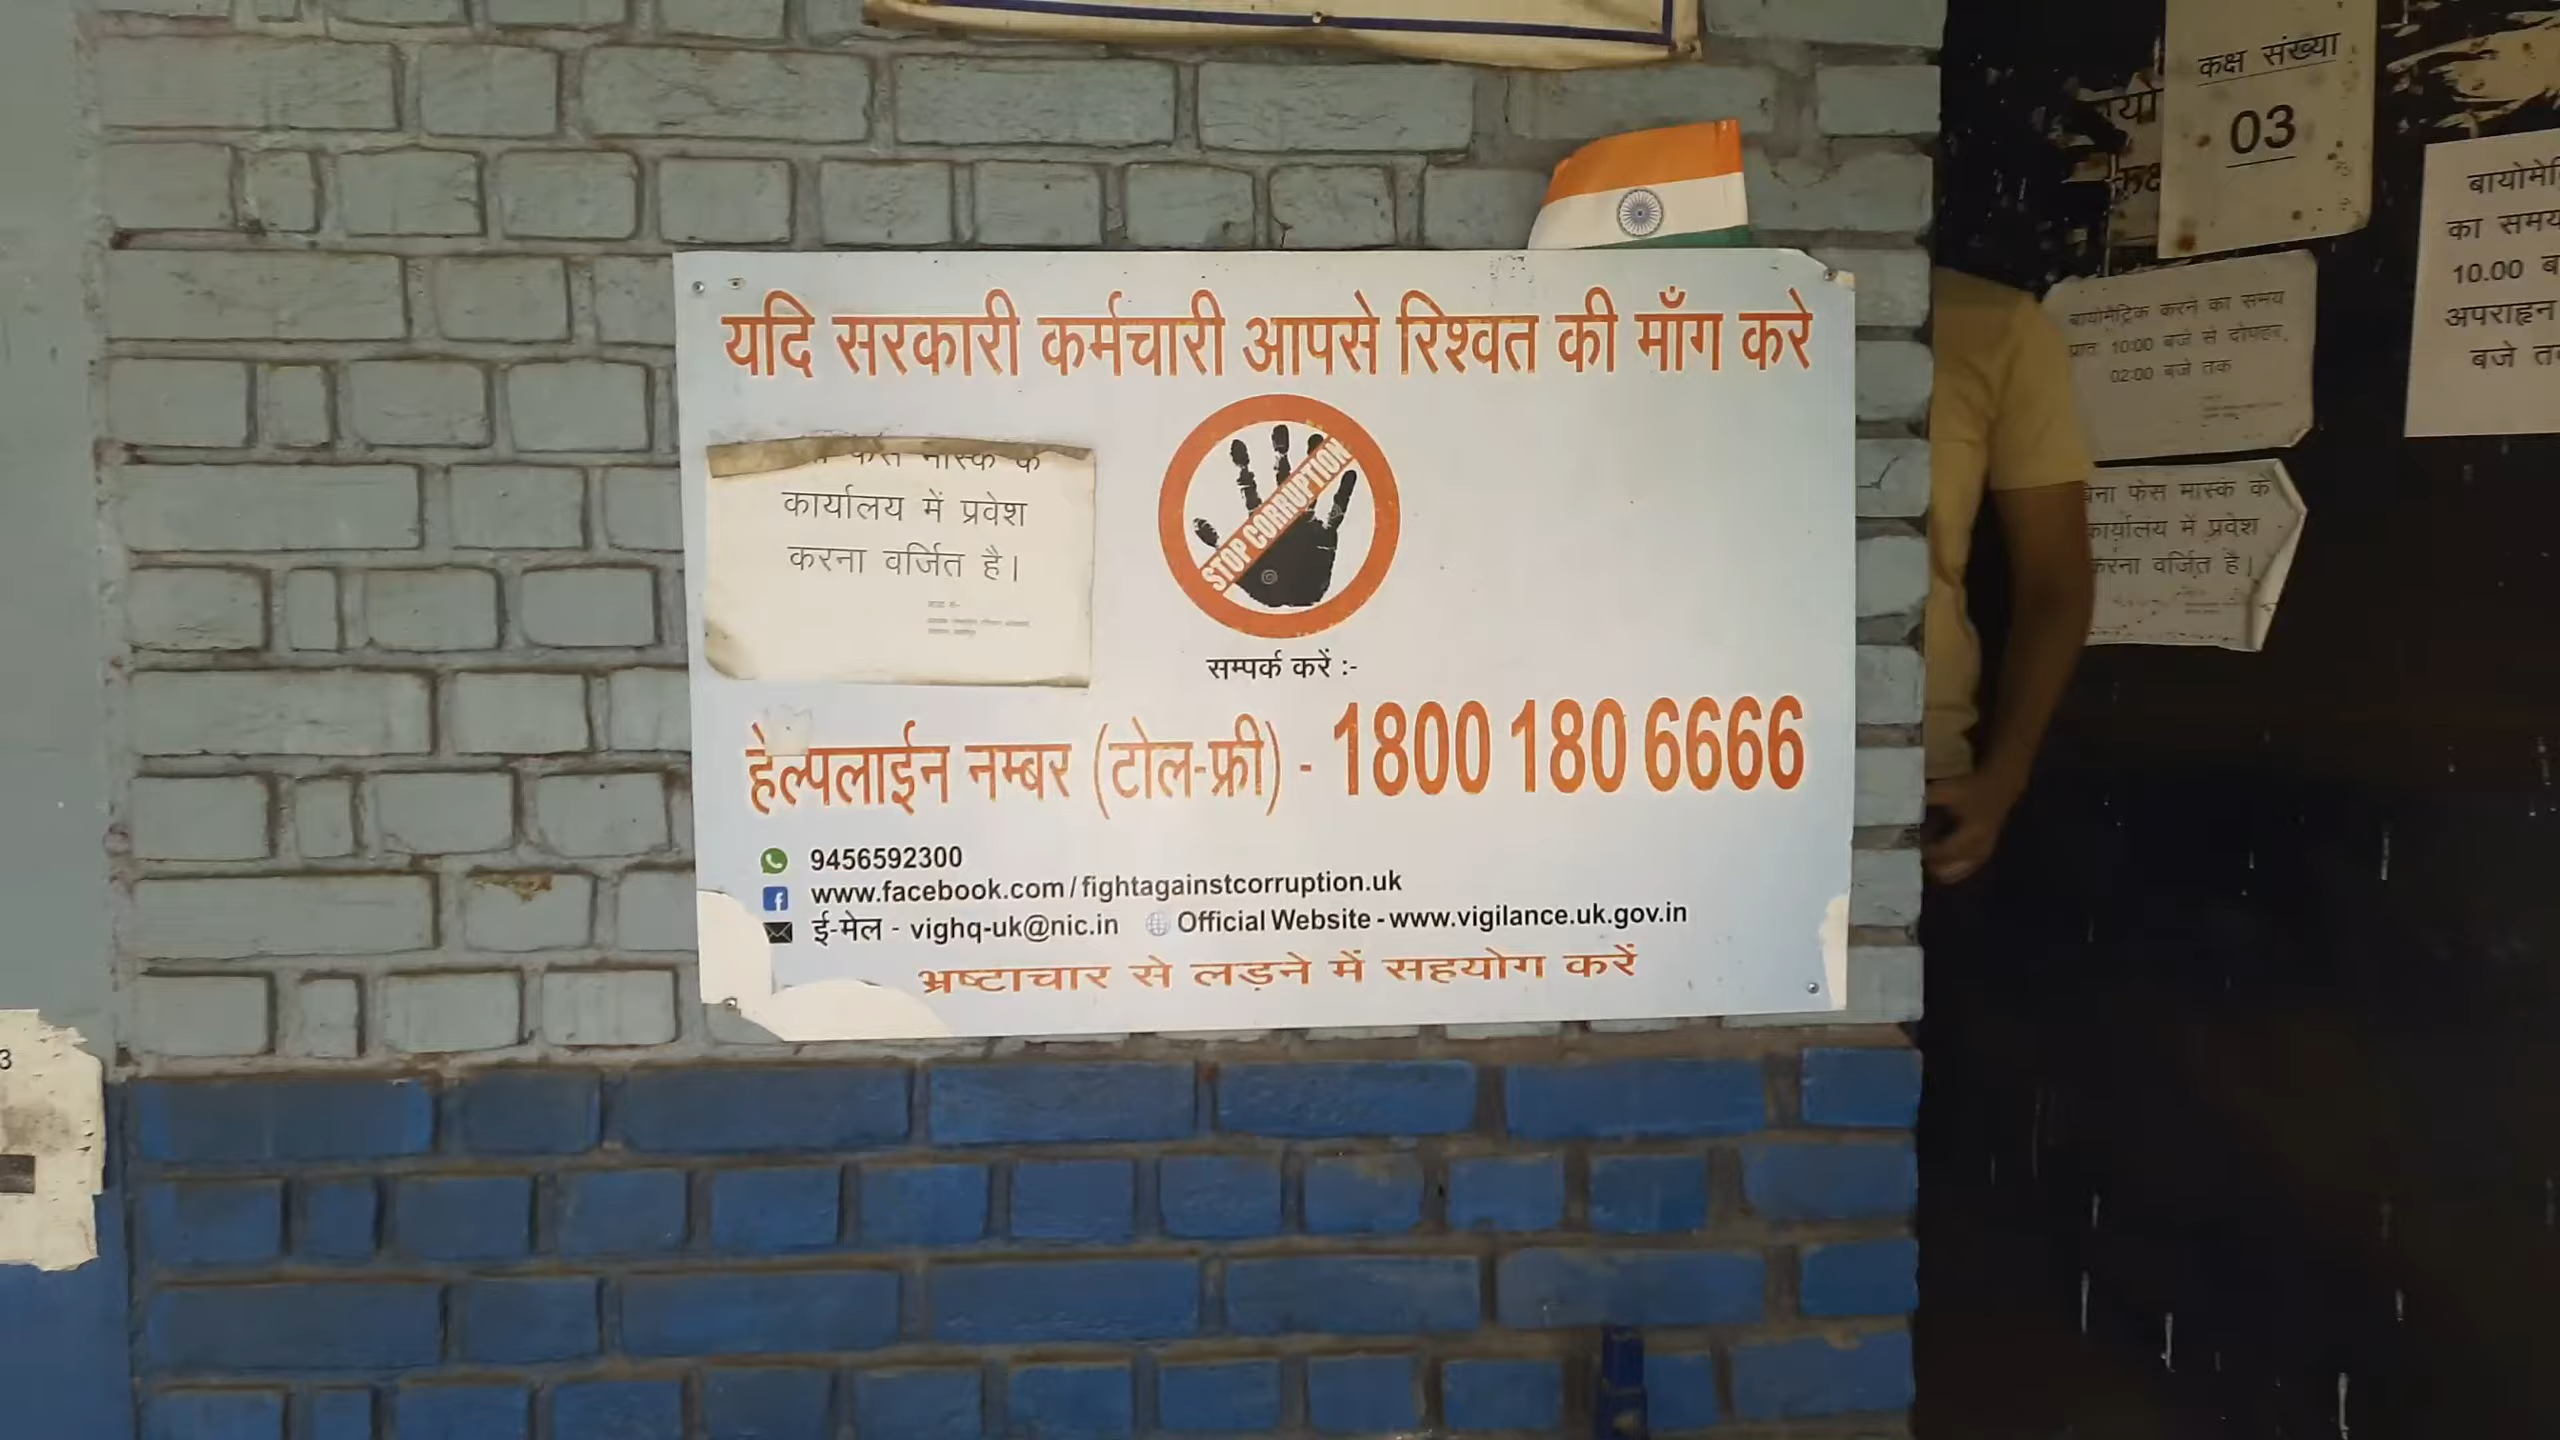 यदि सरकारी कर्मचारी आपसे रिश्वत की माँग करे
फेस मास्क के
कार्यालय में प्रवेश
करना वर्जित है।
STOP CORRUPTION
सम्पर्क करें :-
हेल्पलाईन नम्बर (टोल-फ्री) - 1800 180 6666
9456592300
www.facebook.com/fightagainstcorruption.uk
ई-मेल - vighq-uk@nic.in Official Website - www.vigilance.uk.gov.in
भ्रष्टाचार से लड़ने में सहयोग करें
कक्ष संख्या
03
बायोमैट्रिक करने का समय
प्रातः 10:00 बजे से दोपहर,
02:00 बजे तक
बिना फेस मास्क के
कार्यालय में प्रवेश
करना वर्जित है।
का समय
10.00
अपराह्न
बजे
3